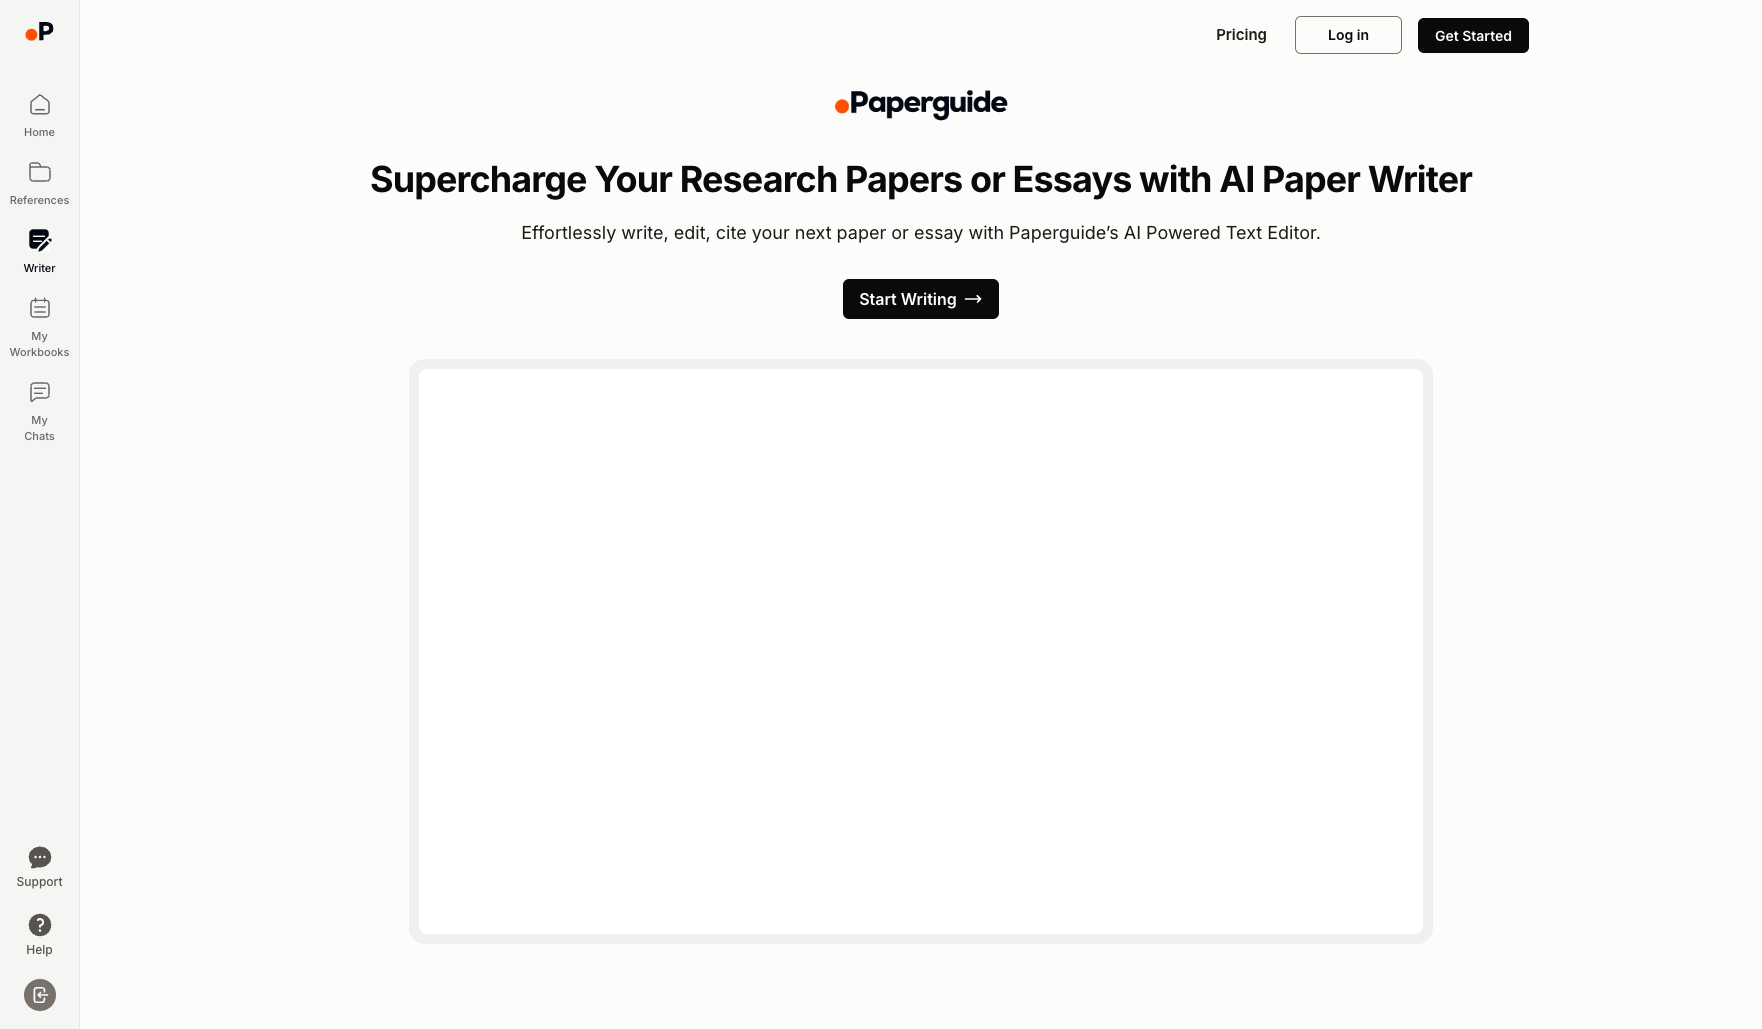 P
Home
References
Writer
My
Workbooks
My
Chats
Support
Help
Pricing
Log in
Get Started
Paperguide
Supercharge Your Research Papers or Essays with AI Paper Writer
Effortlessly write, edit, cite your next paper or essay with Paperguide’s AI Powered Text Editor.
Start Writing →